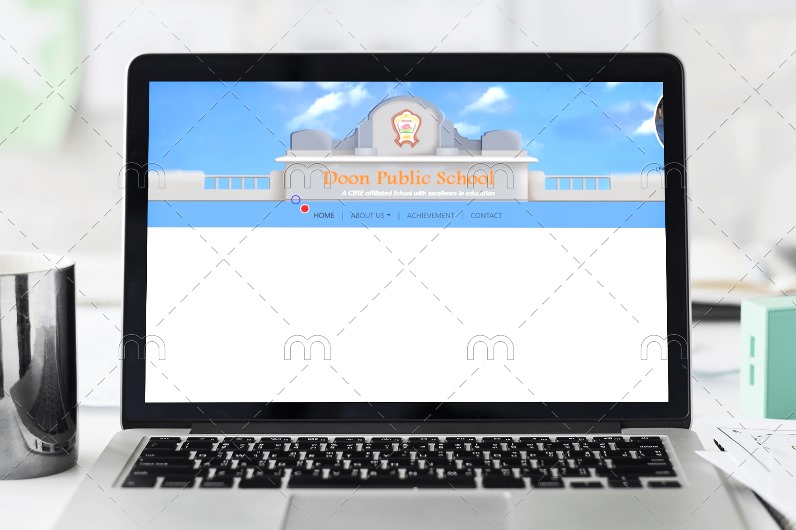 Doon Public School
A CBSE affiliated School with excellence in education
HOME | ABOUT US | ACHIEVEMENT | CONTACT